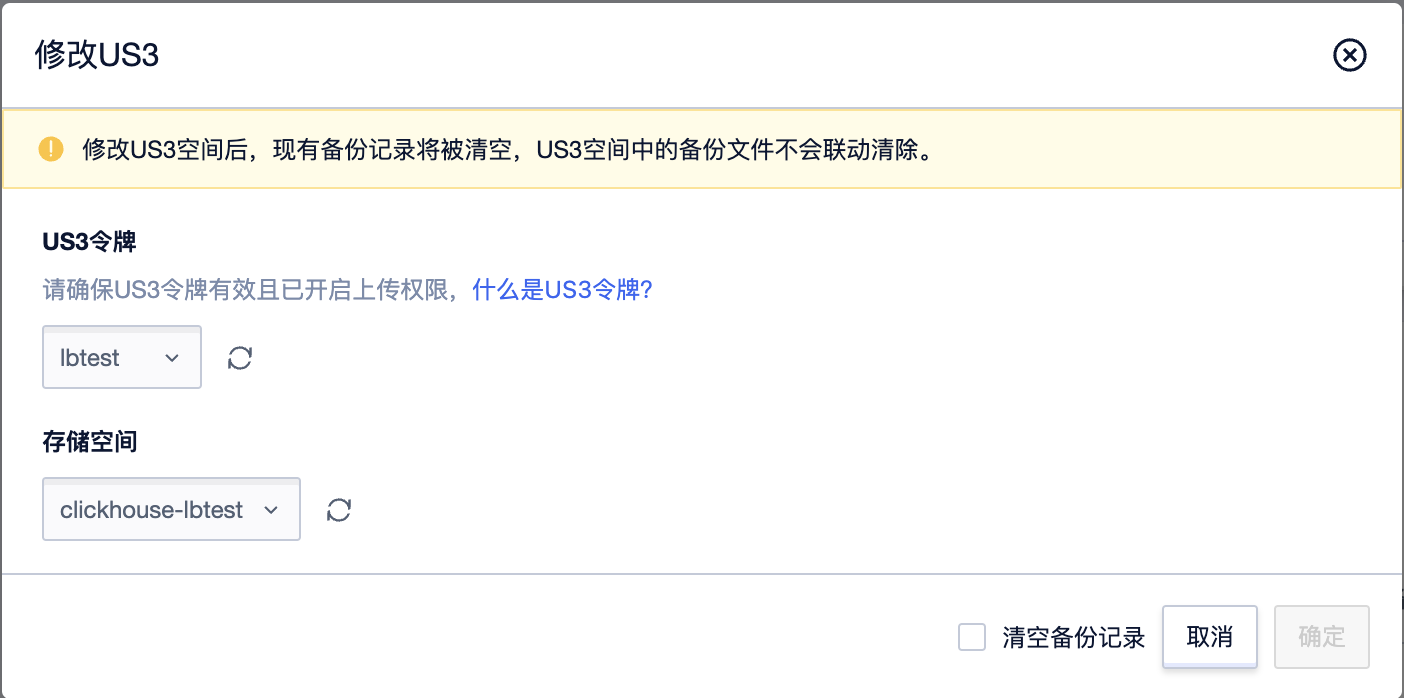 修改US3
修改US3空间后，现有备份记录将被清空，US3空间中的备份文件不会联动清除。
US3令牌
请确保US3令牌有效且已开启上传权限，什么是US3令牌?
lbtest
存储空间
clickhouse-lbtest
清空备份记录 取消 确定